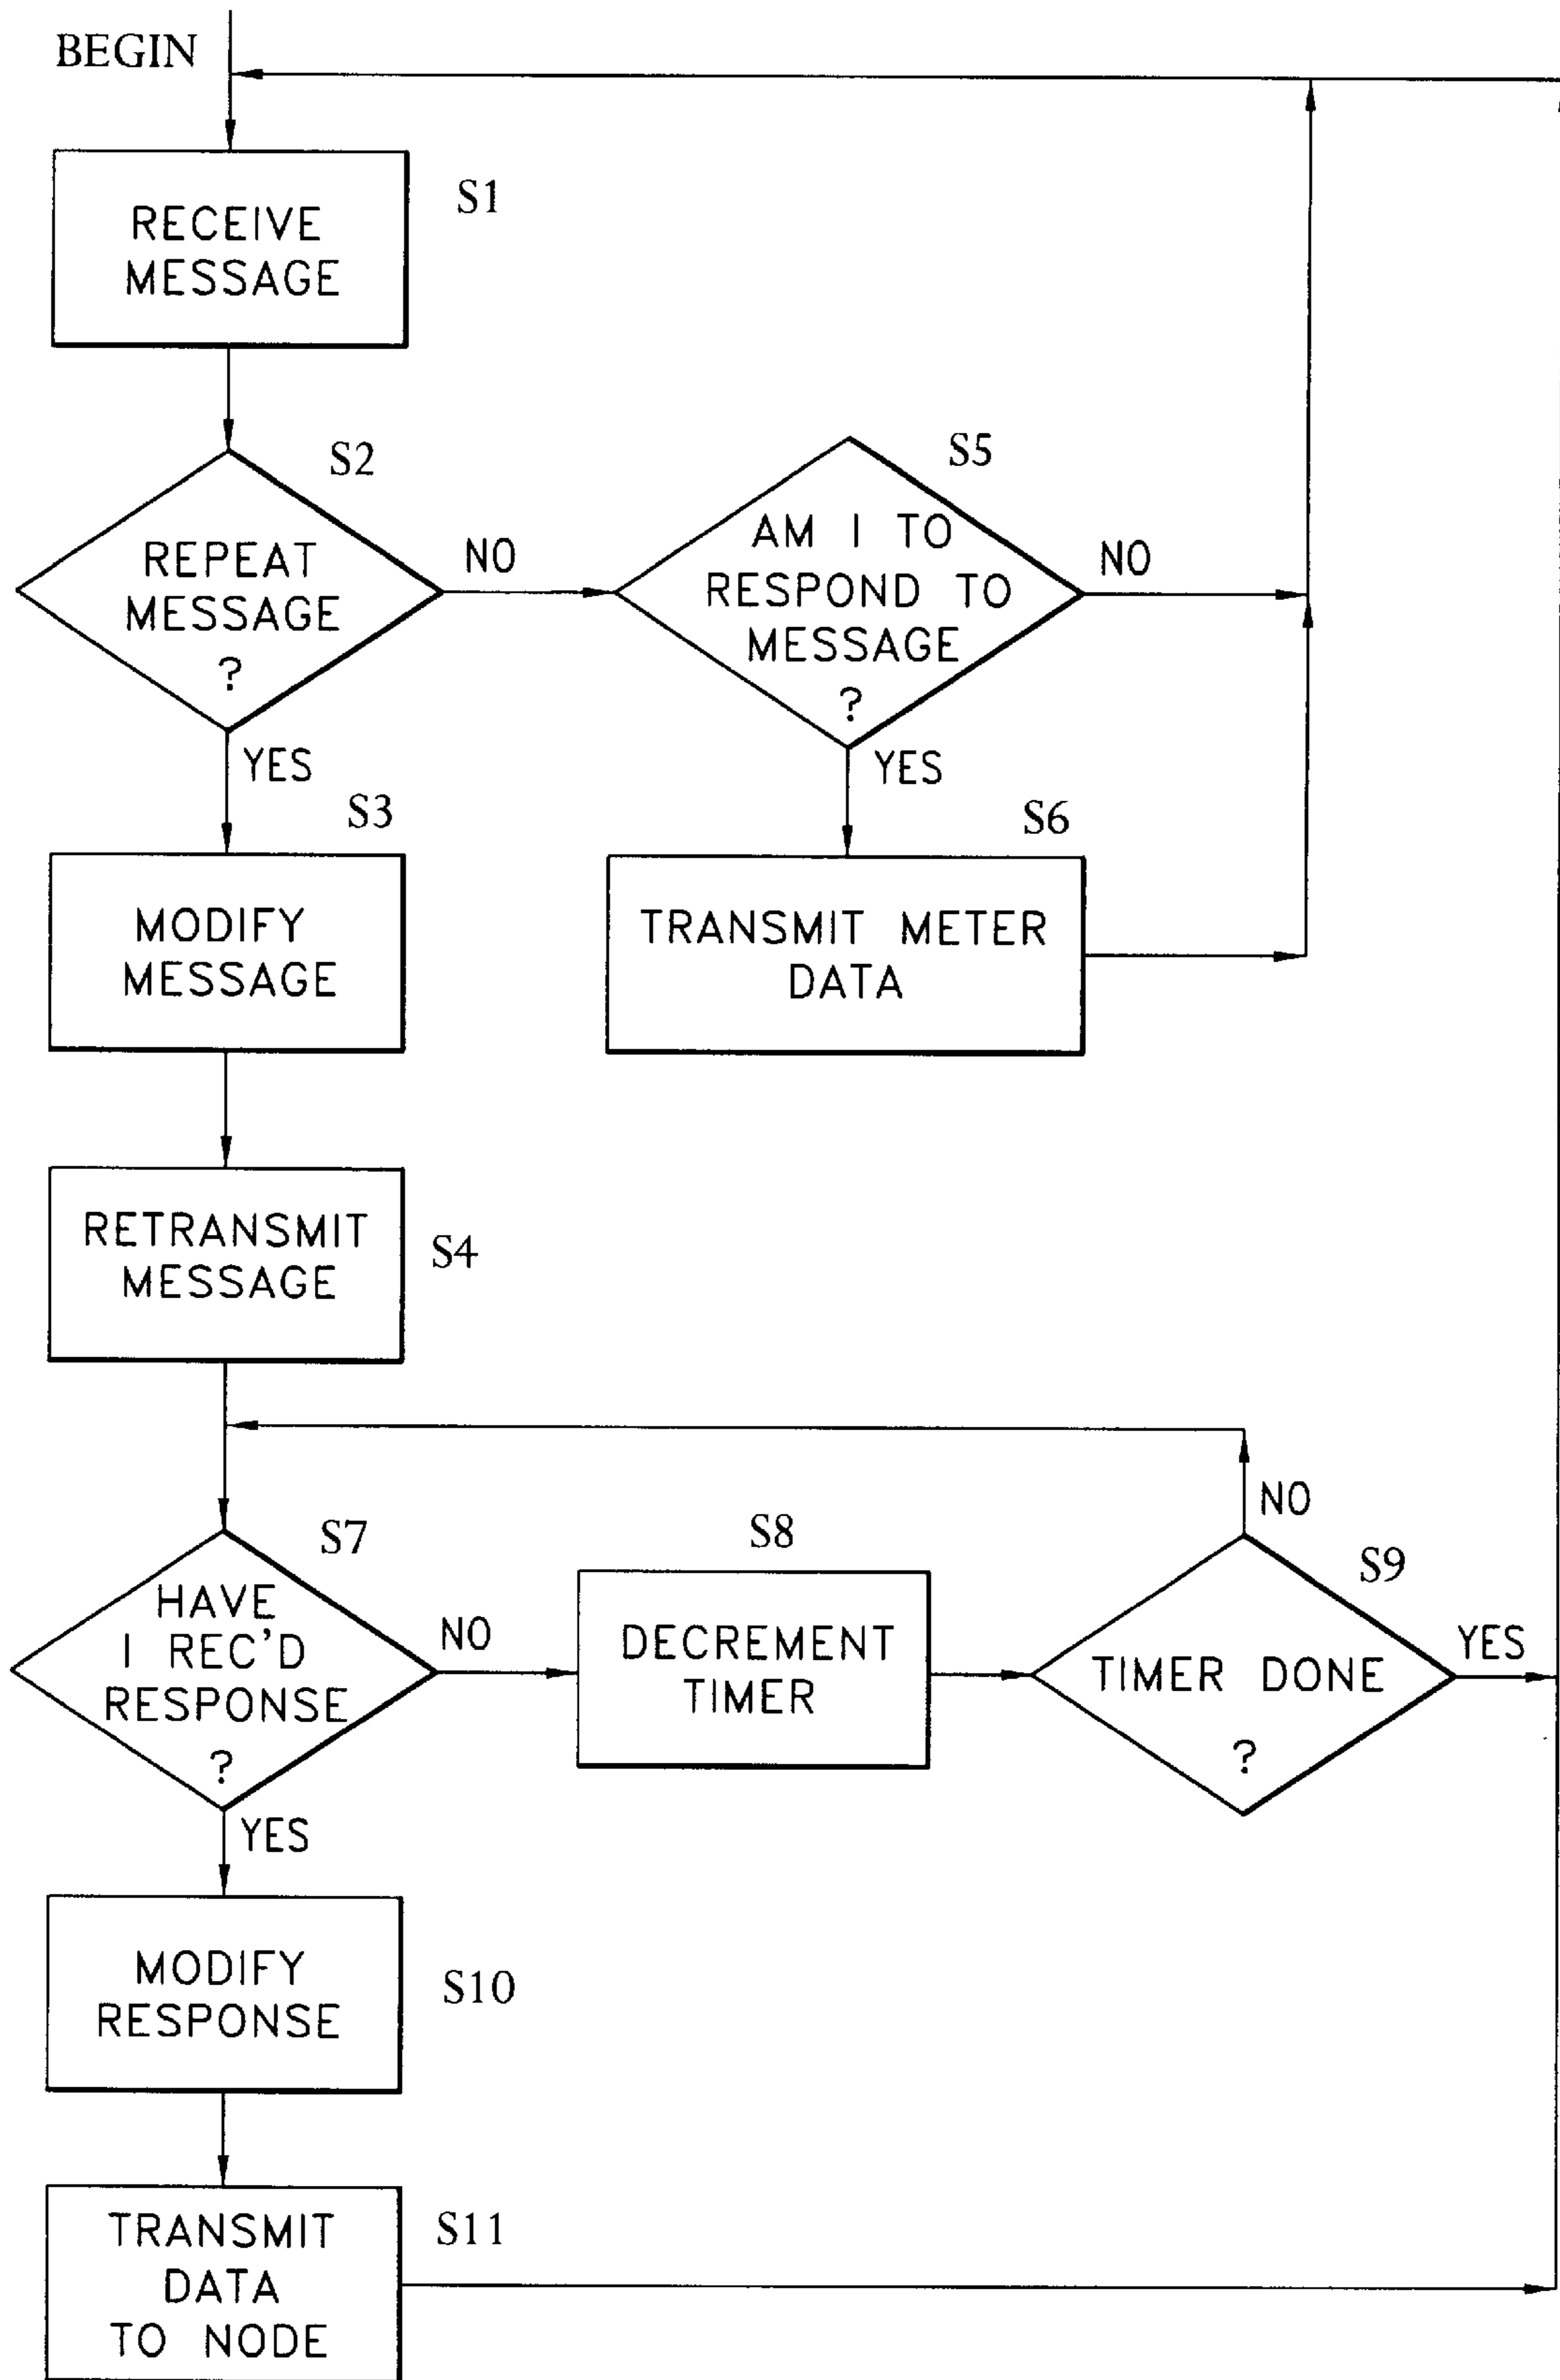 BEGIN
RECEIVE
MESSAGE
S1
S2
REPEAT
MESSAGE
?
NO
YES
S5
AM I TO
RESPOND TO
MESSAGE
?
NO
YES
S3
MODIFY
MESSAGE
S6
TRANSMIT METER
DATA
RETRANSMIT
MESSAGE
S4
S7
HAVE
I REC'D
RESPONSE
?
NO
YES
S8
DECREMENT
TIMER
NO
S9
TIMER DONE
?
YES
MODIFY
RESPONSE
S10
TRANSMIT
DATA
TO NODE
S11